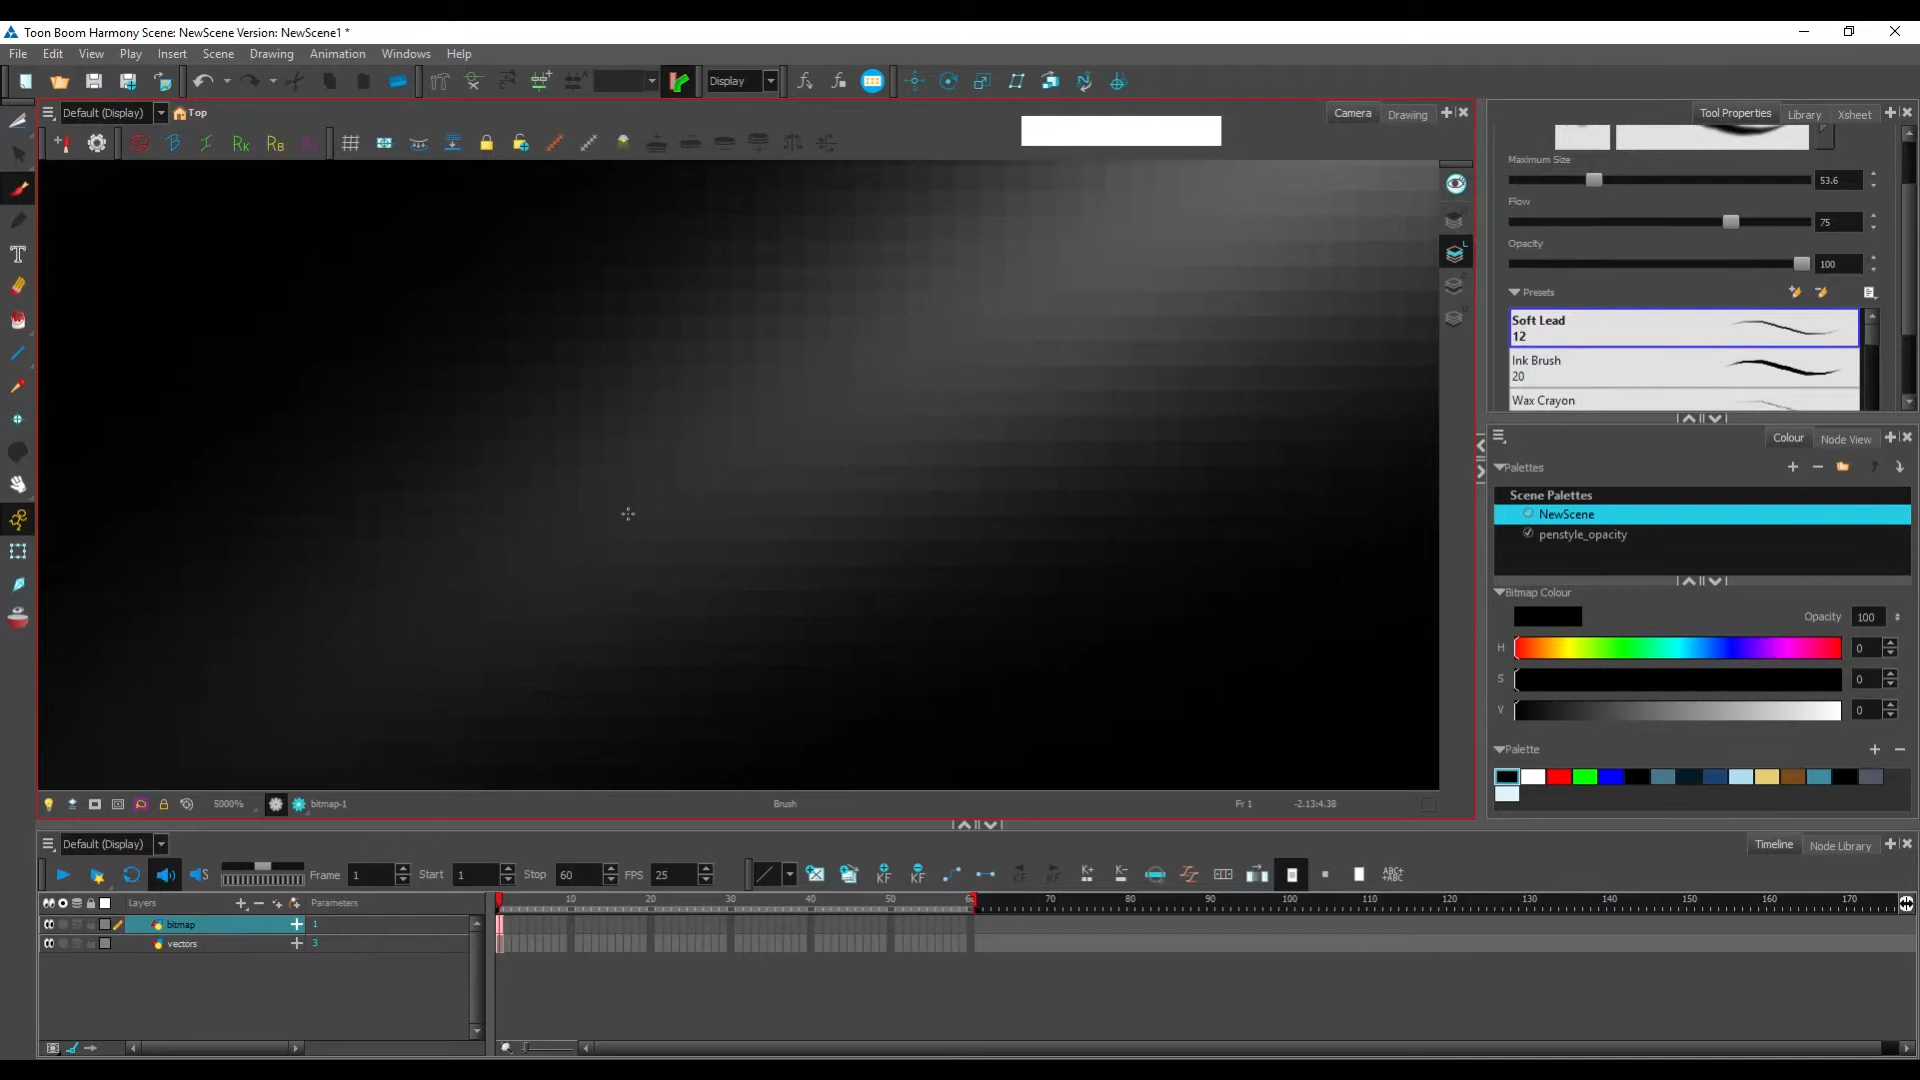 Toon Boom Harmony Scene: NewScene Version: NewScene1 *
File Edit View Play Insert Scene Drawing Animation Windows Help
Display
Default (Display) Top Camera Drawing
Tool Properties Library Xsheet
Maximum Size
53.6
Flow
75
Opacity
100
Presets
Soft Lead
12
Ink Brush
20
Wax Crayon
Colour Node View
Palettes
Scene Palettes
NewScene
penstyle_opacity
Bitmap Colour
Opacity 100
H 0
S 0
V 0
Palette
5000% bitmap-1 Brush Fr 1 -2.13:4.38
Default (Display) Timeline Node Library
Frame 1 Start 1 Stop 60 FPS 25
Layers Parameters 10 20 30 40 50 70 80 90 100 110 120 130 140 150 160 170
bitmap 1
vectors 3